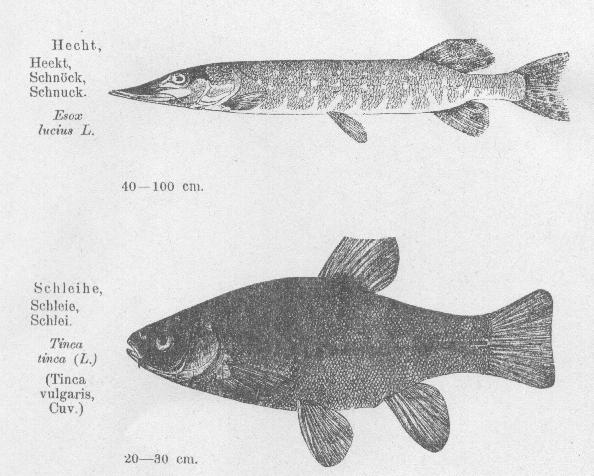 Hecht,
Heekt,
Schnöck,
Schnuck.
Esox
lucius L.
40—100 cm.
Schleihe,
Schleie,
Schlei.
Tinca
tinca (L.)
(Tinca
vulgaris,
Cuv.)
20—30 cm.